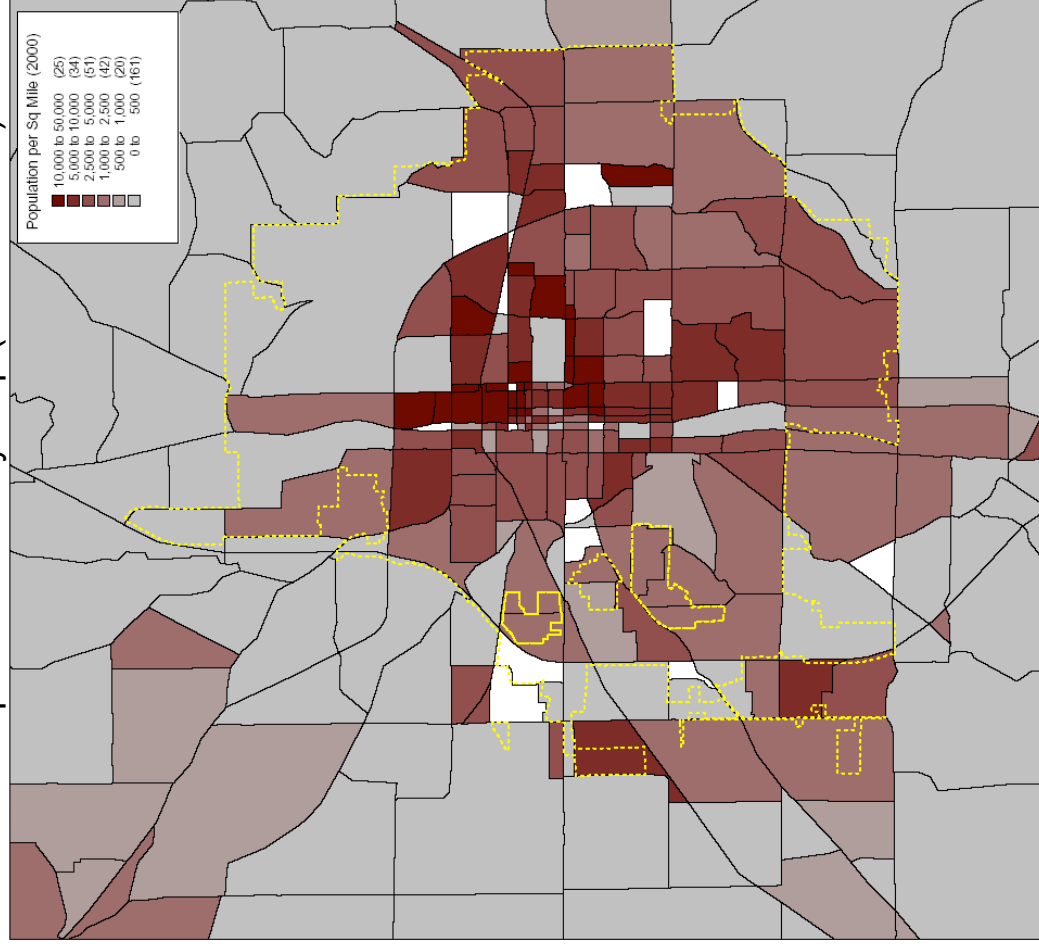 Population per Sq Mile (2000)
10,000 to 50,000 (25)
5,000 to 10,000 (34)
2,500 to 5,000 (51)
1,000 to 2,500 (42)
500 to 1,000 (20)
0 to 500 (161)